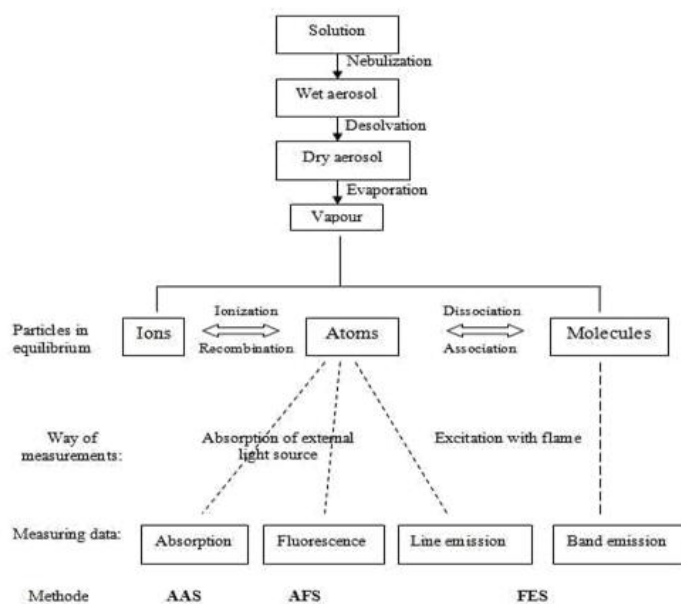 Solution
Nebulization
Wet aerosol
Desolvation
Dry aerosol
Evaporation
Vapour
Particles in
equilibrium
Ions
Ionization
Recombination
Atoms
Dissociation
Association
Molecules
Way of
measurements:
Absorption of external
light source
Excitation with flame
Measuring data:
Absorption
Fluorescence
Line emission
Band emission
Methode
AAS
AFS
FES